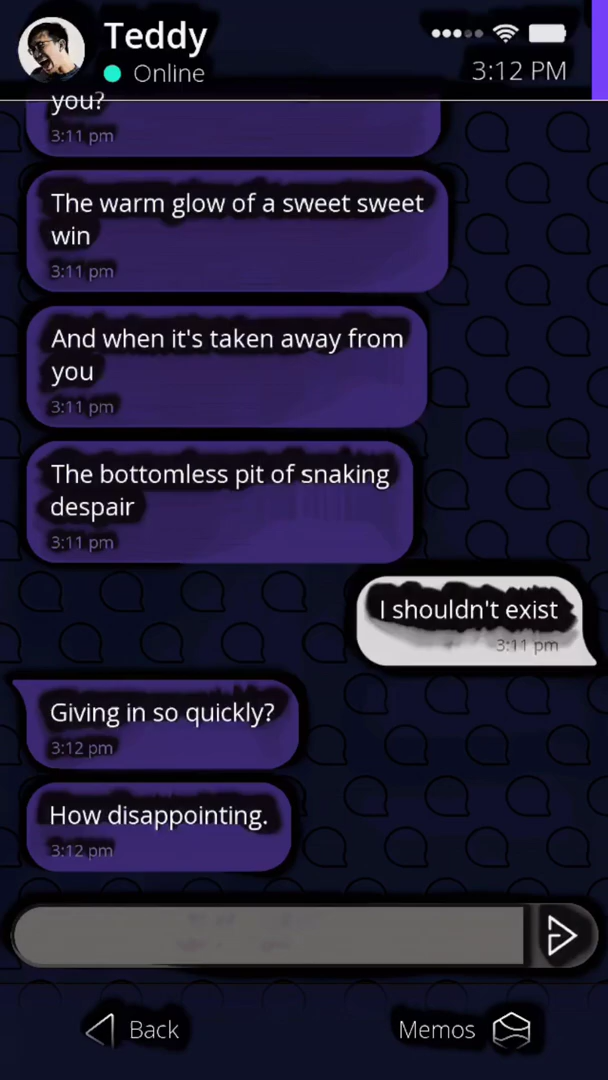 Teddy
Online
3:12 PM
you?
3:11 pm
The warm glow of a sweet sweet
win
3:11 pm
And when it's taken away from
you
3:11 pm
The bottomless pit of snaking
despair
3:11 pm
I shouldn't exist
3:11 pm
Giving in so quickly?
3:12 pm
How disappointing.
3:12 pm
Back
Memos